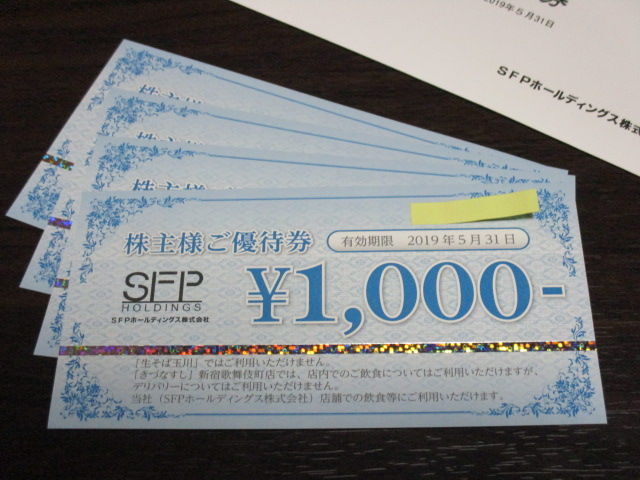 2019年5月31日
SFPホールディングス株式
株主様ご優待券
有効期限 2019年5月31日
SFP
HOLDINGS
SFPホールディングス株式会社
¥1,000-
「生そば玉川」ではご利用いただけません。
「きづなすし」新宿歌舞伎町店では、店内でのご飲食についてはご利用いただけますが、
デリバリーについてはご利用いただけません。
当社（SFPホールディングス株式会社）店舗での飲食等にご利用いただけます。